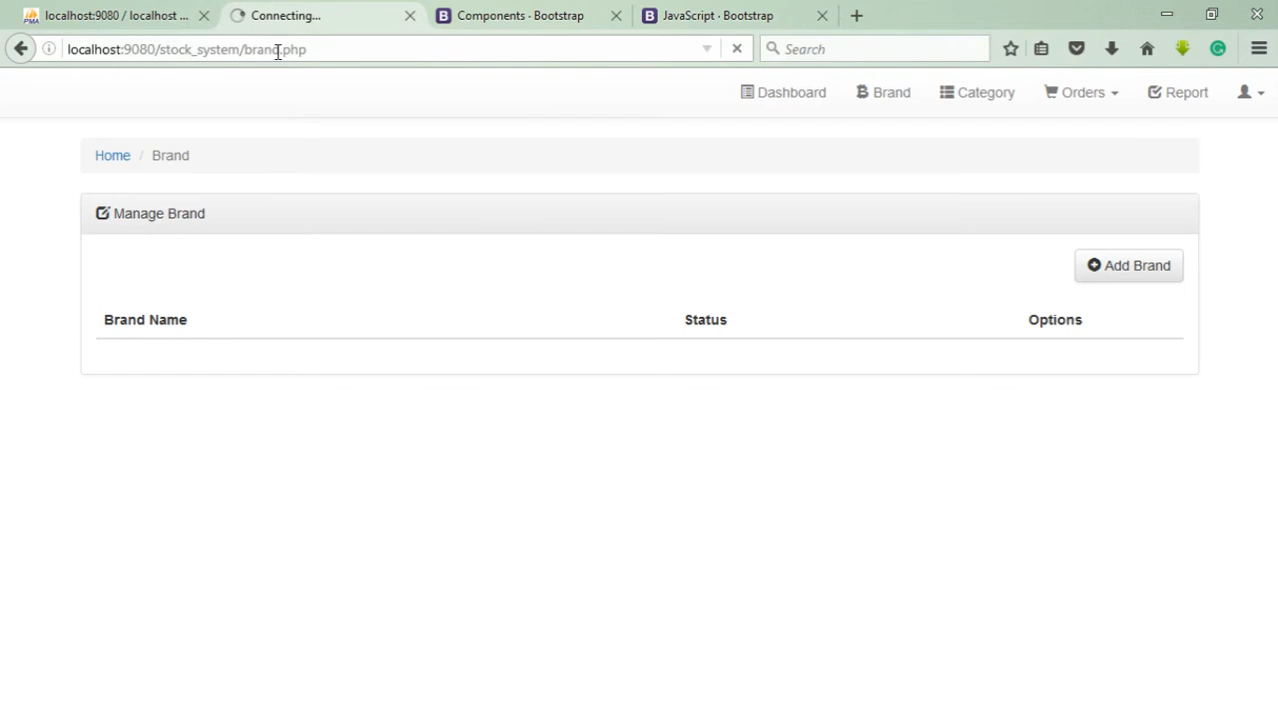 localhost:9080 / localhost ...
Connecting...
Components · Bootstrap
JavaScript · Bootstrap
localhost:9080/stock_system/brand.php
Search
Dashboard
Brand
Category
Orders
Report
Home / Brand
Manage Brand
Add Brand
Brand Name Status Options